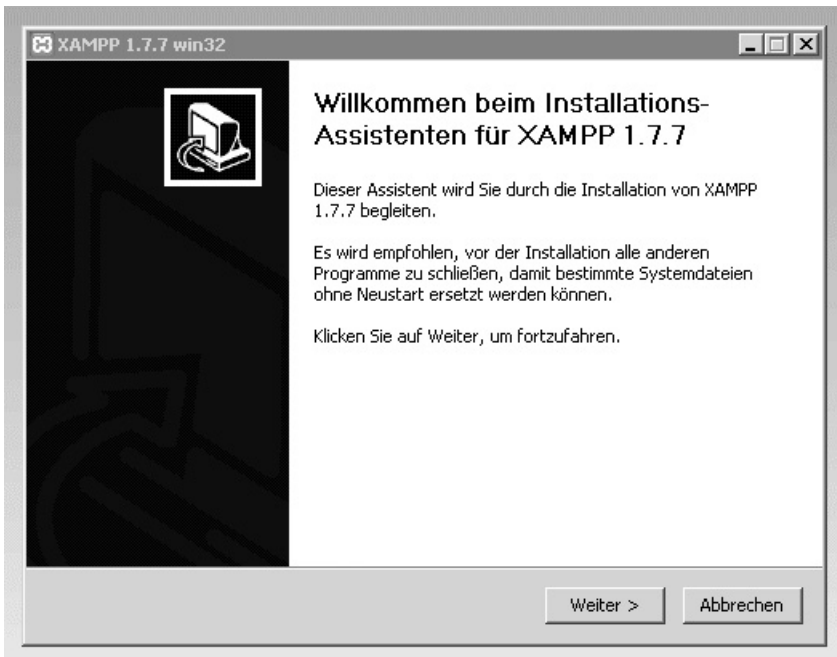 XAMPP 1.7.7 win32
Willkommen beim Installations-
Assistenten für XAMPP 1.7.7
Dieser Assistent wird Sie durch die Installation von XAMPP
1.7.7 begleiten.
Es wird empfohlen, vor der Installation alle anderen
Programme zu schließen, damit bestimmte Systemdateien
ohne Neustart ersetzt werden können.
Klicken Sie auf Weiter, um fortzufahren.
Weiter >
Abbrechen